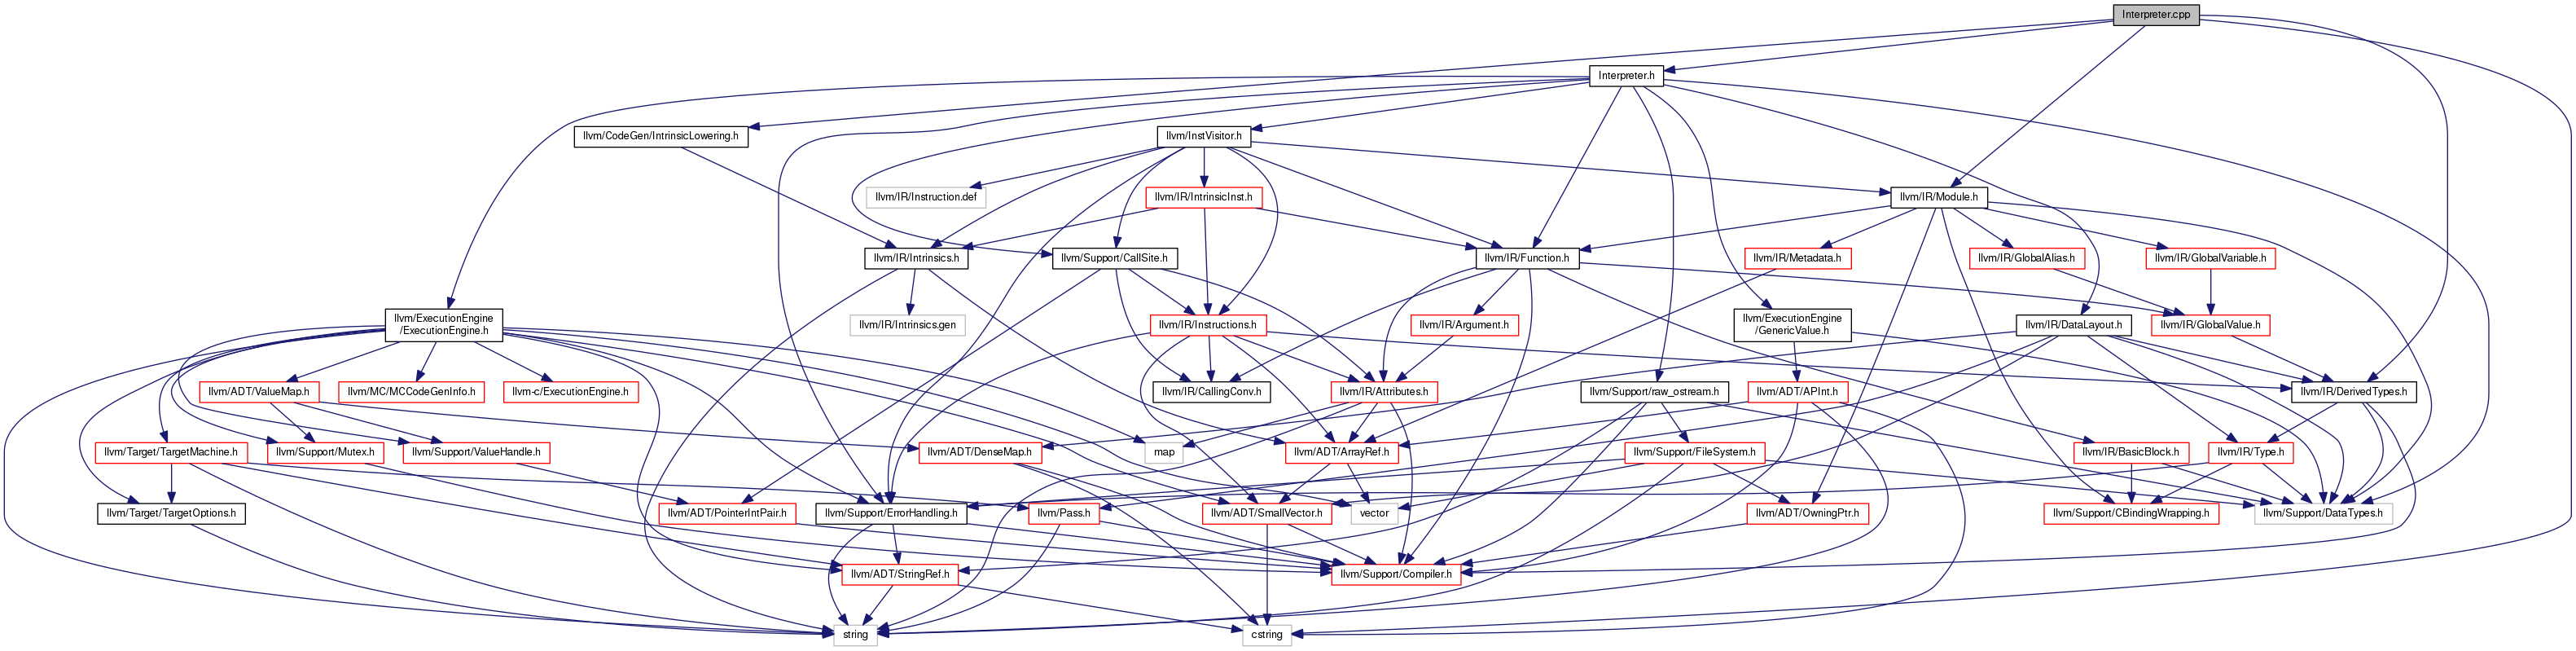 Interpreter.cpp
Interpreter.h
llvm/CodeGen/IntrinsicLowering.h
llvm/InstVisitor.h
llvm/IR/Instruction.def
llvm/IR/IntrinsicInst.h
llvm/IR/Module.h
llvm/IR/Intrinsics.h
llvm/Support/CallSite.h
llvm/IR/Function.h
llvm/IR/Metadata.h
llvm/IR/GlobalAlias.h
llvm/IR/GlobalVariable.h
llvm/ExecutionEngine
/ExecutionEngine.h
llvm/IR/Intrinsics.gen
llvm/IR/Instructions.h
llvm/IR/Argument.h
llvm/ExecutionEngine
/GenericValue.h
llvm/IR/DataLayout.h
llvm/IR/GlobalValue.h
llvm/ADT/ValueMap.h
llvm/MC/MCCodeGenInfo.h
llvm-c/ExecutionEngine.h
llvm/IR/CallingConv.h
llvm/IR/Attributes.h
llvm/Support/raw_ostream.h
llvm/ADT/APInt.h
llvm/IR/DerivedTypes.h
llvm/Target/TargetMachine.h
llvm/Support/Mutex.h
llvm/Support/ValueHandle.h
llvm/ADT/DenseMap.h
map
llvm/ADT/ArrayRef.h
llvm/Support/FileSystem.h
llvm/IR/BasicBlock.h
llvm/IR/Type.h
llvm/Target/TargetOptions.h
llvm/ADT/PointerIntPair.h
llvm/Support/ErrorHandling.h
llvm/Pass.h
llvm/ADT/SmallVector.h
vector
llvm/ADT/OwningPtr.h
llvm/Support/CBindingWrapping.h
llvm/Support/DataTypes.h
llvm/ADT/StringRef.h
llvm/Support/Compiler.h
string
cstring